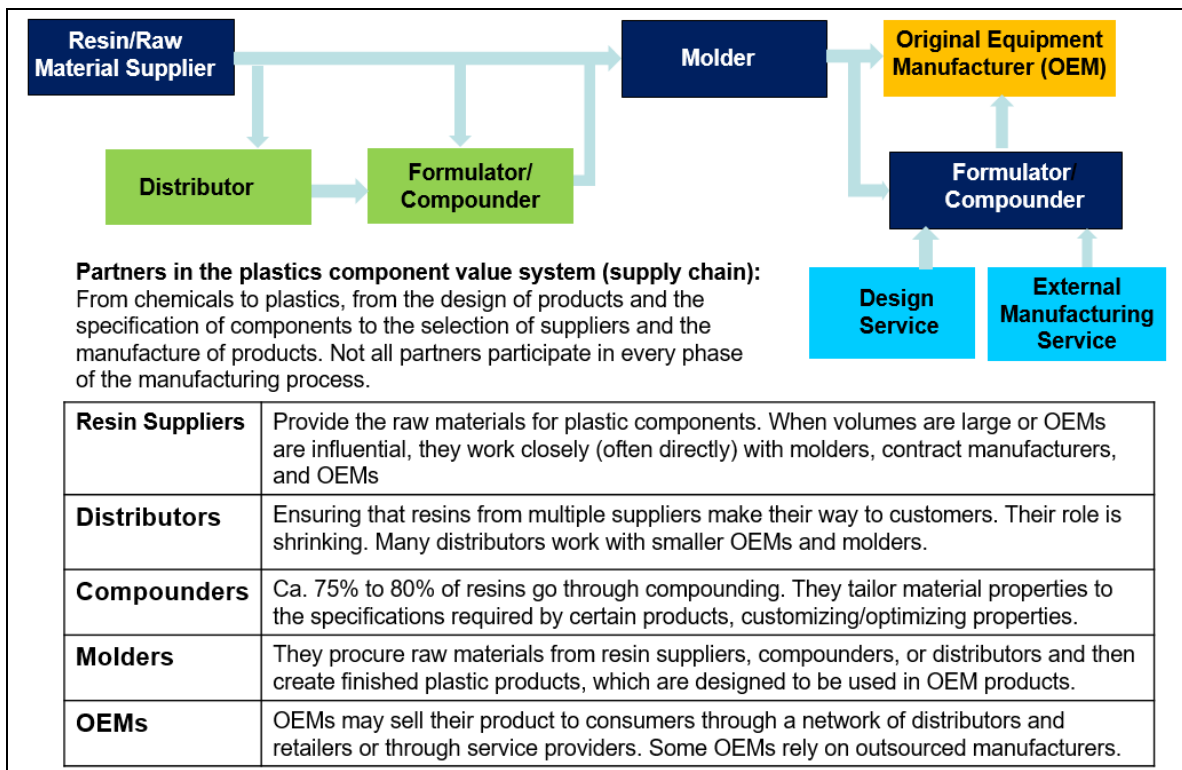 Resin/Raw
Material Supplier
Molder
Original Equipment
Manufacturer (OEM)
Distributor
Formulator/
Compounder
Formulator/
Compounder
Design
Service
External
Manufacturing
Service
Partners in the plastics component value system (supply chain):
From chemicals to plastics, from the design of products and the
specification of components to the selection of suppliers and the
manufacture of products. Not all partners participate in every phase
of the manufacturing process.
Resin Suppliers
Provide the raw materials for plastic components. When volumes are large or OEMs
are influential, they work closely (often directly) with molders, contract manufacturers,
and OEMs
Distributors
Ensuring that resins from multiple suppliers make their way to customers. Their role is
shrinking. Many distributors work with smaller OEMs and molders.
Compounders
Ca. 75% to 80% of resins go through compounding. They tailor material properties to
the specifications required by certain products, customizing/optimizing properties.
Molders
They procure raw materials from resin suppliers, compounders, or distributors and then
create finished plastic products, which are designed to be used in OEM products.
OEMs
OEMs may sell their product to consumers through a network of distributors and
retailers or through service providers. Some OEMs rely on outsourced manufacturers.